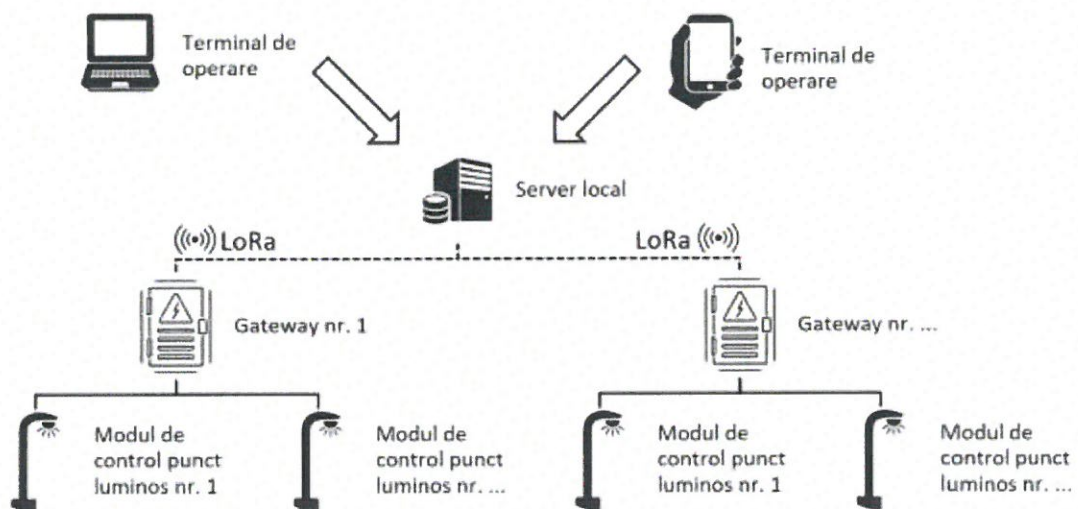 Terminal de
operare
Terminal de
operare
Server local
LoRa
LoRa
Gateway nr. 1
Gateway nr. ...
Modul de
control punct
luminos nr. 1
Modul de
control punct
luminos nr. ...
Modul de
control punct
luminos nr. 1
Modul de
control punct
luminos nr. ...